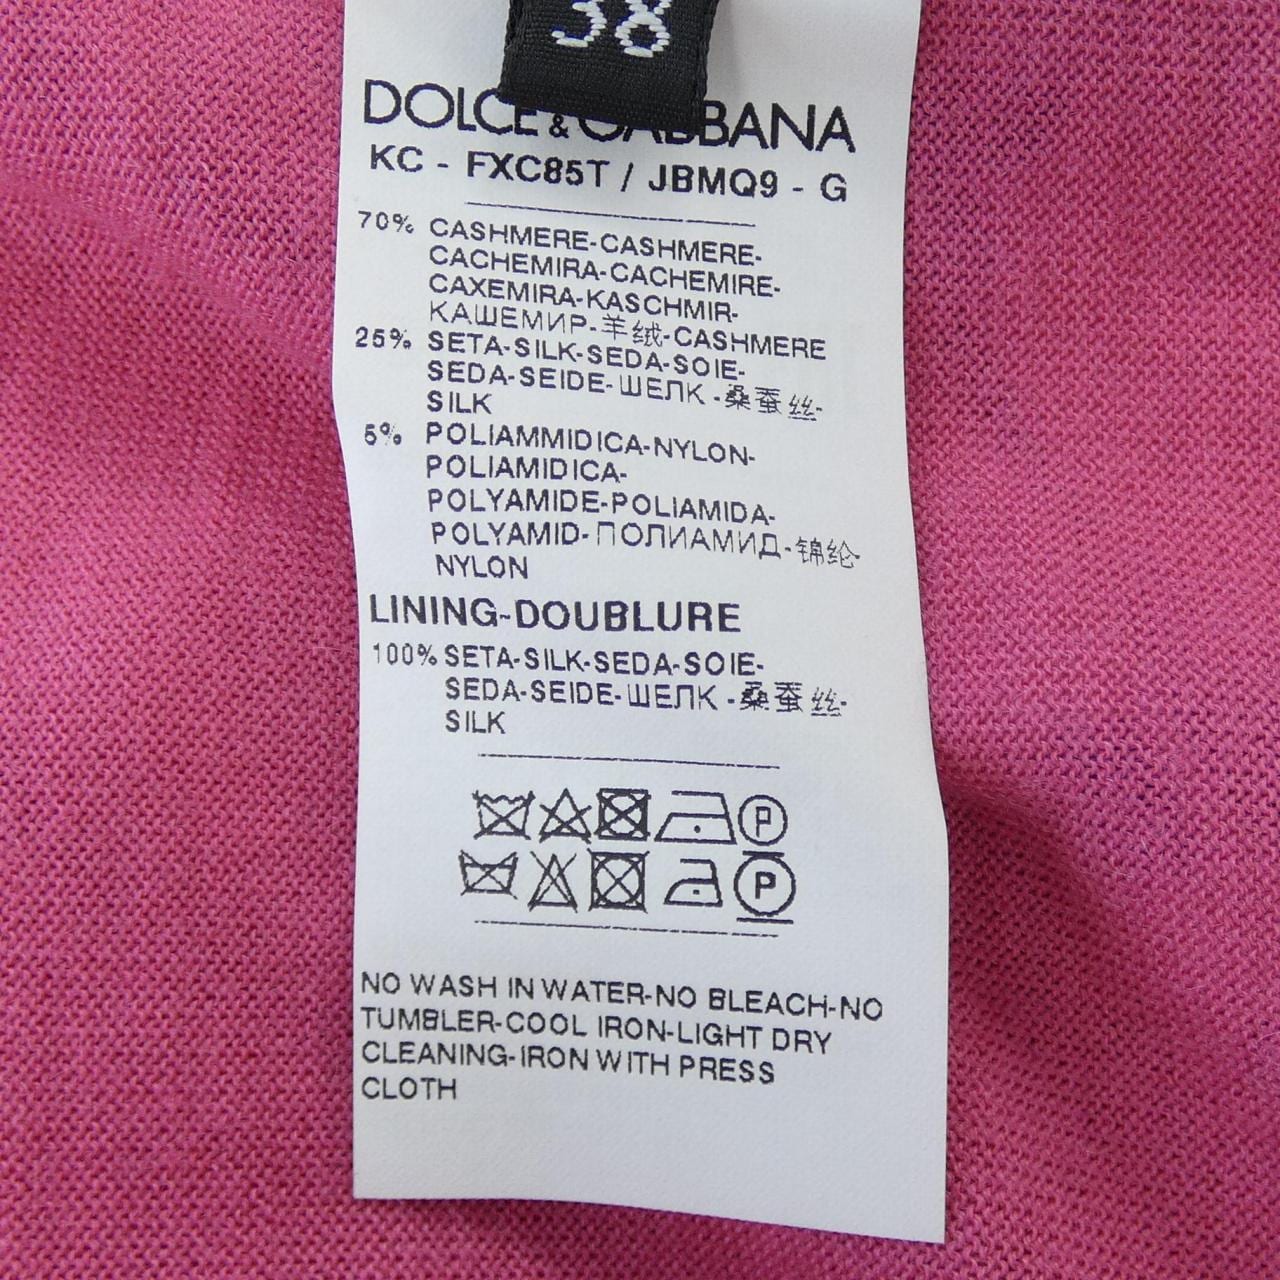 38
DOLCE & GABBANA
KC - FXC85T / JBMQ9 - G
70% CASHMERE-CASHMERE-
CACHEMIRA-CACHEMIRE-
CAXEMIRA-KASCHMIR-
КАШЕМИР-羊绒-CASHMERE
25% SETA-SILK-SEDA-SOIE-
SEDA-SEIDE-ШЕЛК-桑蚕丝-
SILK
5% POLIAMMIDICA-NYLON-
POLIAMIDICA-
POLYAMIDE-POLIAMIDA-
POLYAMID-ПОЛИАМИД-锦纶-
NYLON
LINING-DOUBLURE
100% SETA-SILK-SEDA-SOIE-
SEDA-SEIDE-ШЕЛК-桑蚕丝-
SILK
P
P
NO WASH IN WATER-NO BLEACH-NO
TUMBLER-COOL IRON-LIGHT DRY
CLEANING-IRON WITH PRESS
CLOTH